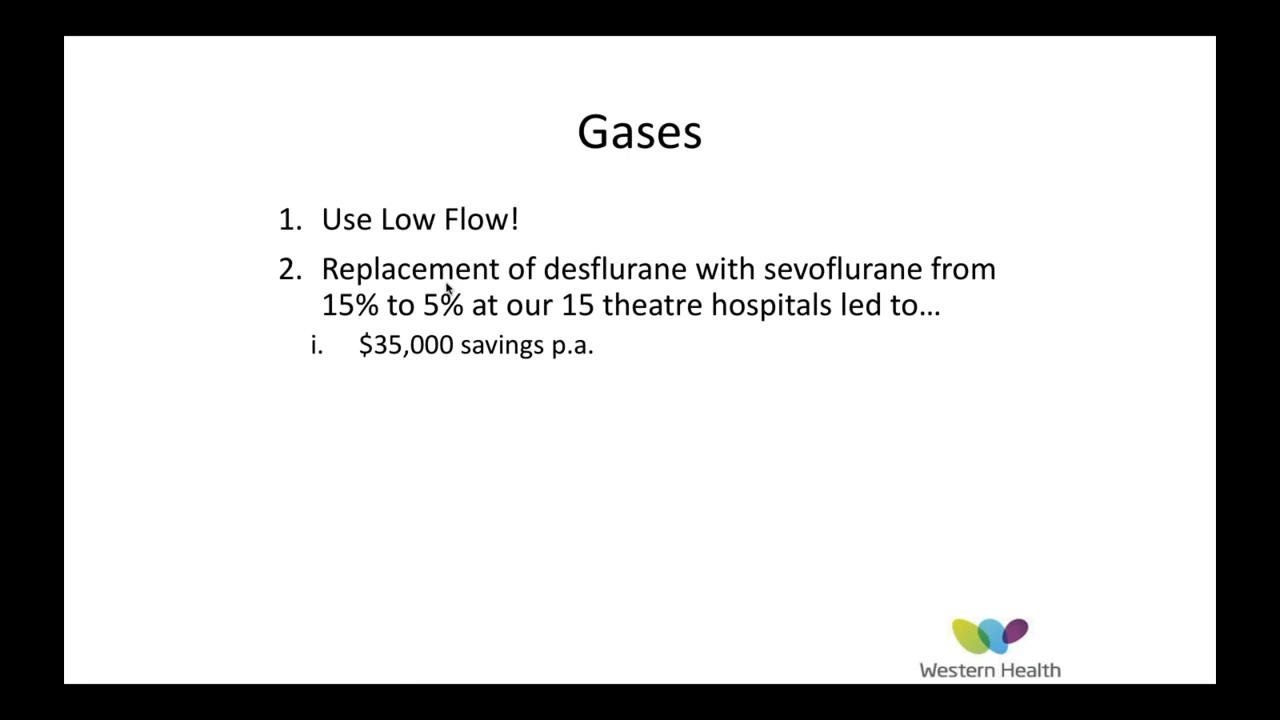 Gases
1. Use Low Flow!
2. Replacement of desflurane with sevoflurane from
15% to 5% at our 15 theatre hospitals led to…
i. $35,000 savings p.a.
Western Health